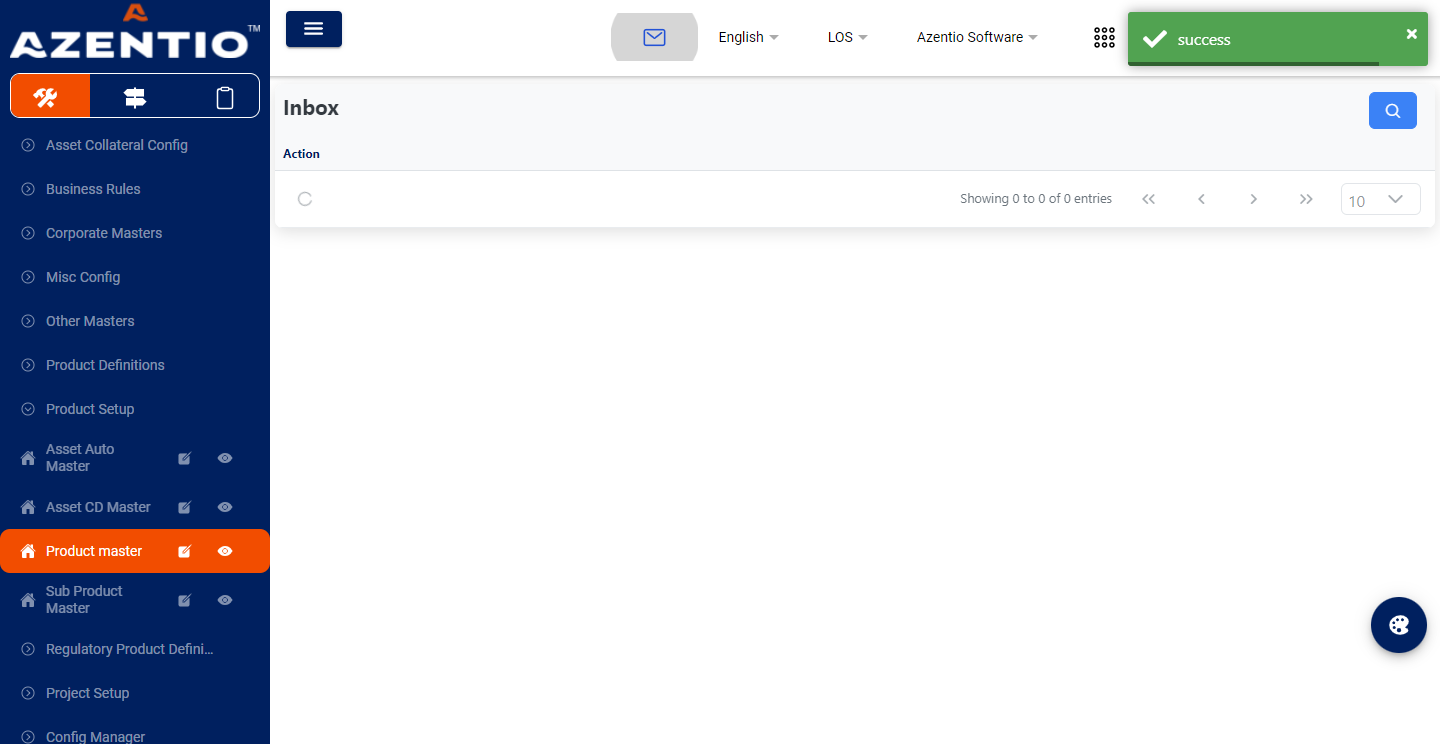 AZENTIO™
English
LOS
Azentio Software
success
Asset Collateral Config
Business Rules
Corporate Masters
Misc Config
Other Masters
Product Definitions
Product Setup
Asset Auto
Master
Asset CD Master
Product master
Sub Product
Master
Regulatory Product Defini...
Project Setup
Config Manager
Inbox
Action
Showing 0 to 0 of 0 entries
10